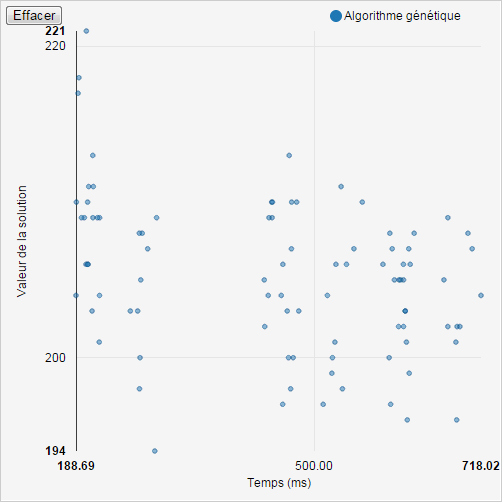 Effacer
Algorithme génétique
221
220
Valeur de la solution
200
194
188.69
500.00
718.02
Temps (ms)